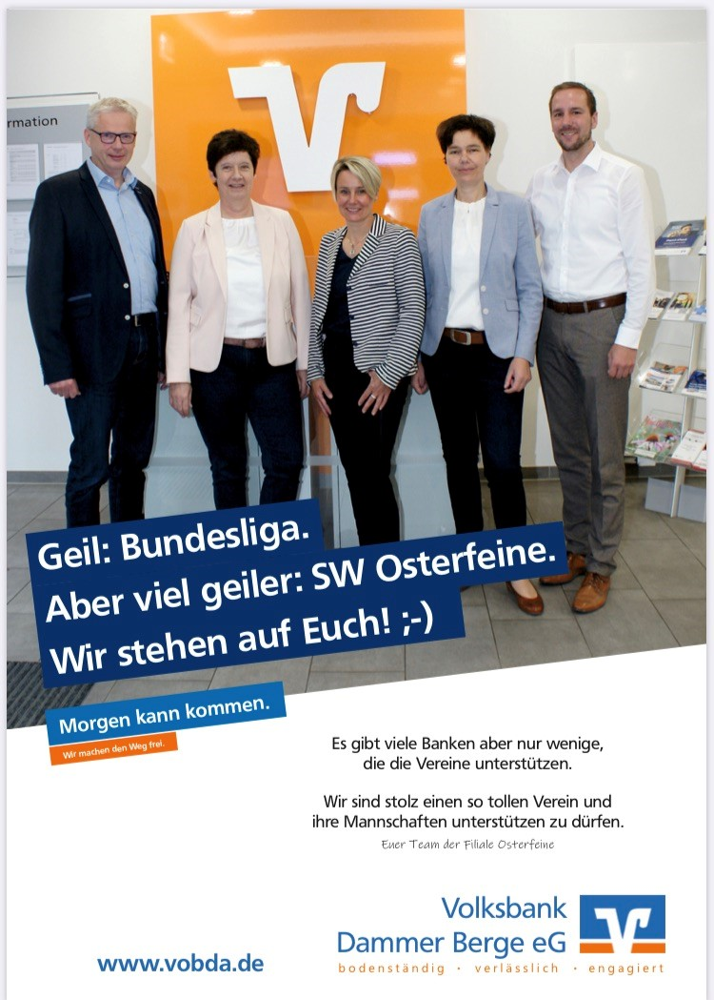 rmation
Geil: Bundesliga.
Aber viel geiler: SW Osterfeine.
Wir stehen auf Euch! ;-)
Morgen kann kommen.
Wir machen den Weg frei.
Es gibt viele Banken aber nur wenige,
die die Vereine unterstützen.
Wir sind stolz einen so tollen Verein und
ihre Mannschaften unterstützen zu dürfen.
Euer Team der Filiale Osterfeine
Volksbank
Dammer Berge eG
bodenständig · verlässlich · engagiert
www.vobda.de